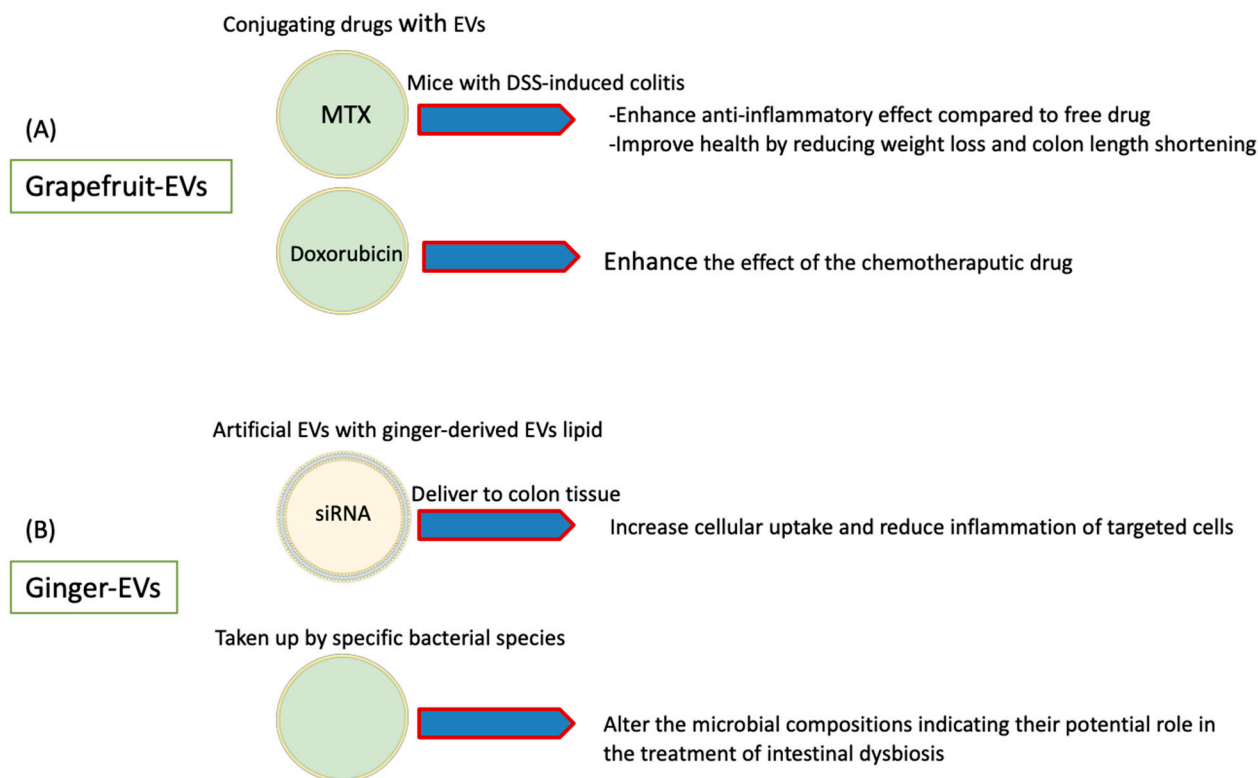 Conjugating drugs with EVs
(A)
Grapefruit-EVs
MTX
Mice with DSS-induced colitis
-Enhance anti-inflammatory effect compared to free drug
-Improve health by reducing weight loss and colon length shortening
Doxorubicin
Enhance the effect of the chemotheraputic drug
Artificial EVs with ginger-derived EVs lipid
(B)
Ginger-EVs
siRNA
Deliver to colon tissue
Increase cellular uptake and reduce inflammation of targeted cells
Taken up by specific bacterial species
Alter the microbial compositions indicating their potential role in
the treatment of intestinal dysbiosis